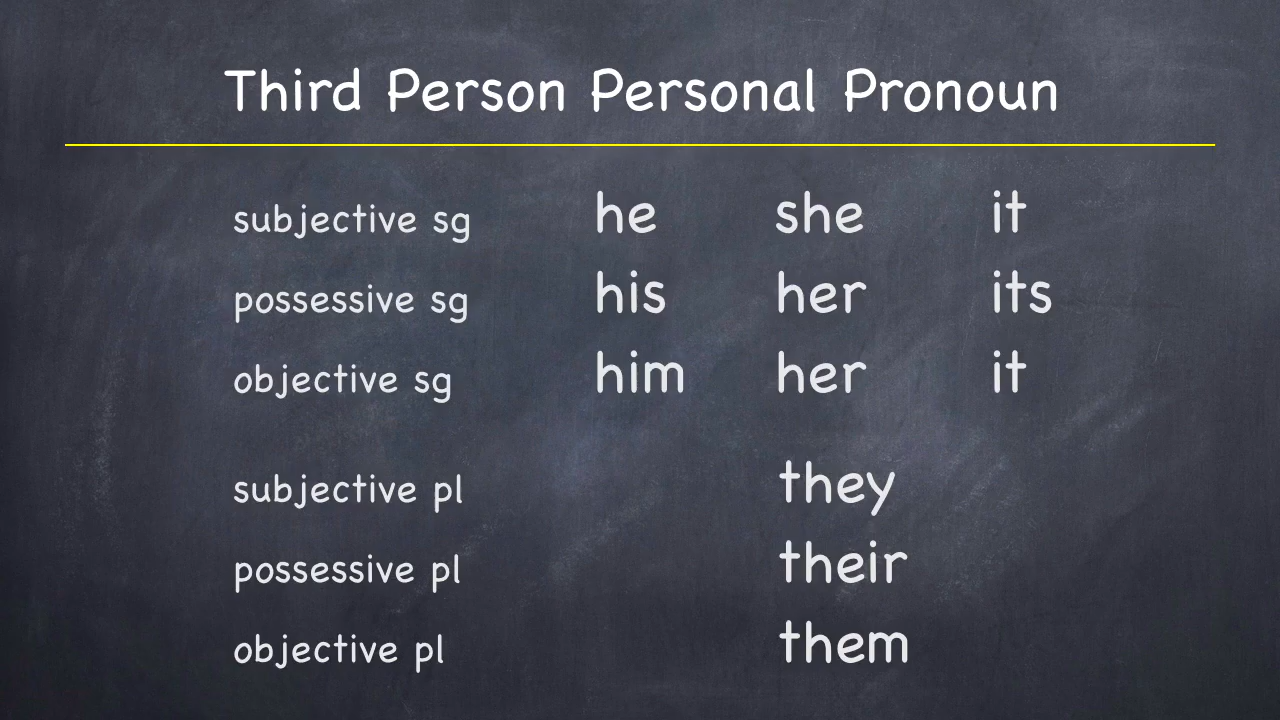 Third Person Personal Pronoun
subjective sg he she it
possessive sg his her its
objective sg him her it
subjective pl they
possessive pl their
objective pl them